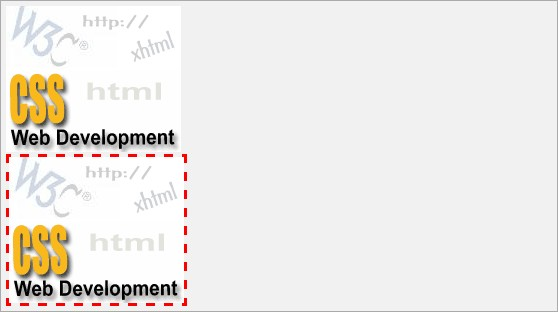 W3C®
http://
xhtml
html
CSS
Web Development
W3C®
http://
xhtml
html
CSS
Web Development